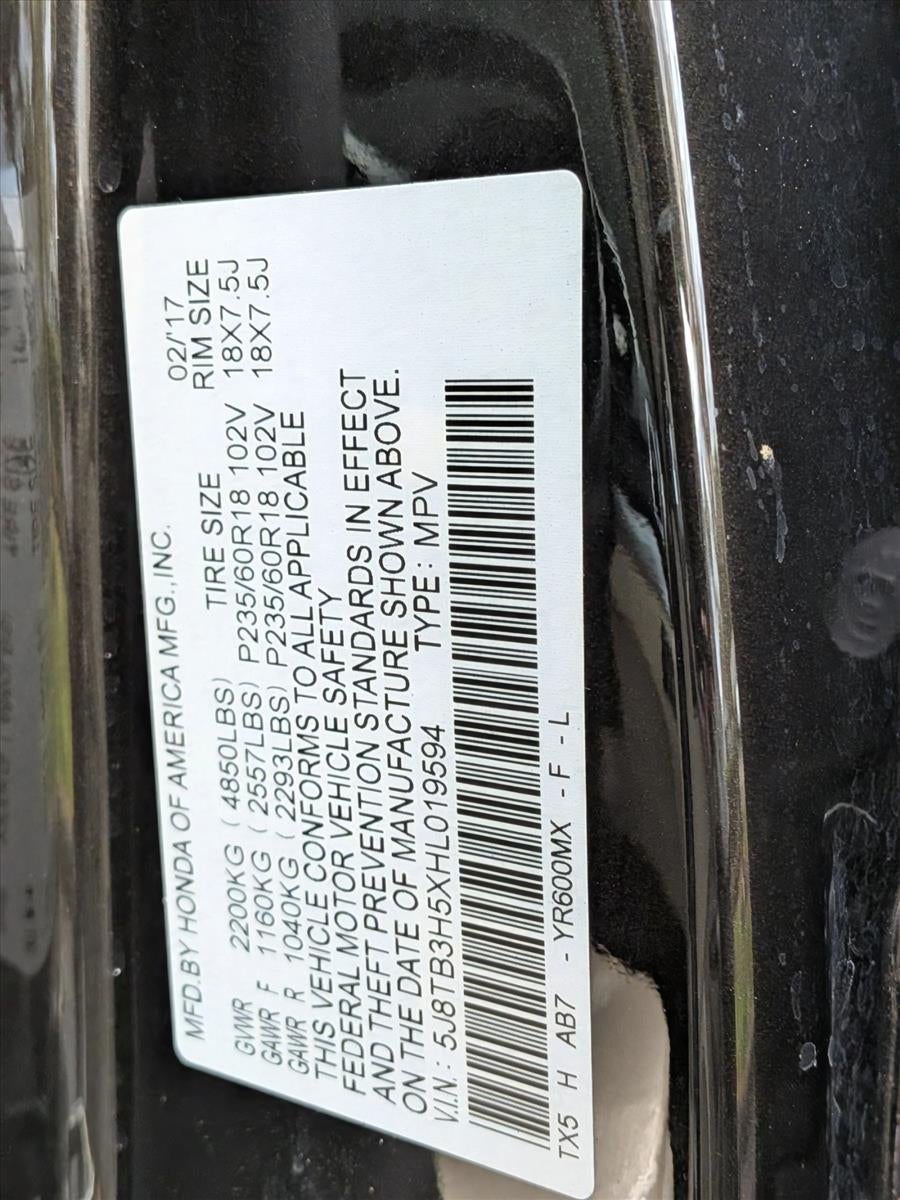 MFD.BY HONDA OF AMERICA MFG.,INC. 02/'17
TIRE SIZE RIM SIZE
GVWR 2200KG ( 4850LBS)
GAWR F 1160KG ( 2557LBS) P235/60R18 102V 18X7.5J
GAWR R 1040KG ( 2293LBS) P235/60R18 102V 18X7.5J
THIS VEHICLE CONFORMS TO ALL APPLICABLE
FEDERAL MOTOR VEHICLE SAFETY
AND THEFT PREVENTION STANDARDS IN EFFECT
ON THE DATE OF MANUFACTURE SHOWN ABOVE.
V.I.N.: 5J8TB3H5XHL019594 TYPE: MPV
TX5 H AB7 - YR600MX - F - L